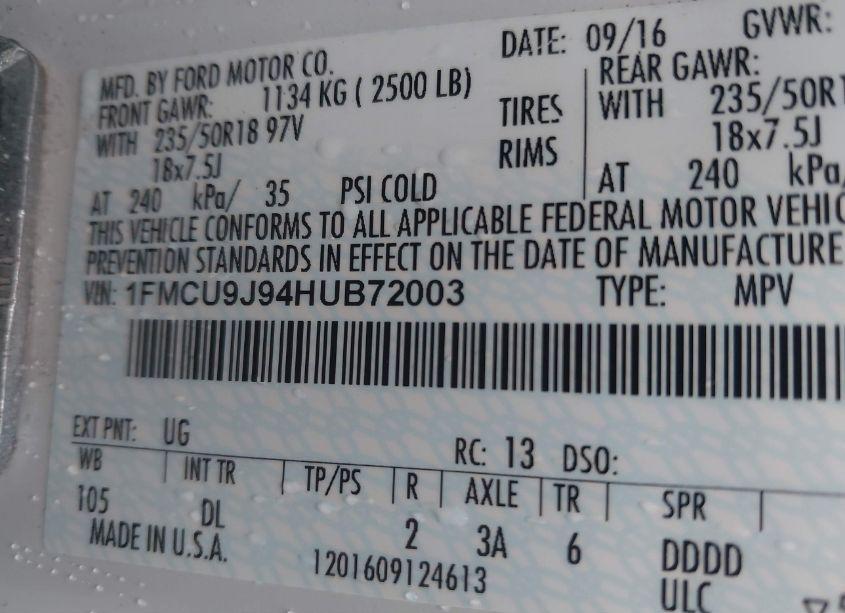 MFD. BY FORD MOTOR CO.
DATE: 09/16
GVWR:
FRONT GAWR: 1134 KG ( 2500 LB)
REAR GAWR:
WITH 235/50R18 97V
TIRES
WITH 235/50R1
18x7.5J
RIMS
18x7.5J
AT 240 kPa/ 35 PSI COLD
AT 240 kPa/
THIS VEHICLE CONFORMS TO ALL APPLICABLE FEDERAL MOTOR VEHIC
PREVENTION STANDARDS IN EFFECT ON THE DATE OF MANUFACTURE
VIN: 1FMCU9J94HUB72003 TYPE: MPV
EXT PNT: UG RC: 13 DSO:
WB INT TR TP/PS R AXLE TR SPR
105 DL 2 3A 6 DDDD
MADE IN U.S.A. 1201609124613 ULC